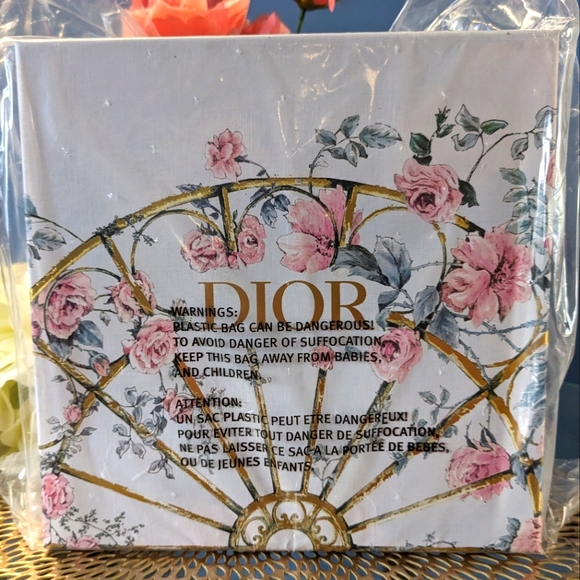 DIOR
WARNINGS:
PLASTIC BAG CAN BE DANGEROUS!
TO AVOID DANGER OF SUFFOCATION,
KEEP THIS BAG AWAY FROM BABIES,
AND CHILDREN.
ATTENTION:
UN SAC PLASTIC PEUT ETRE DANGEREUX!
POUR EVITER TOUT DANGER DE SUFFOCATION,
NE PAS LAISSER CE SAC A LA PORTÉE DE BEBES,
OU DE JEUNES ENFANTS.